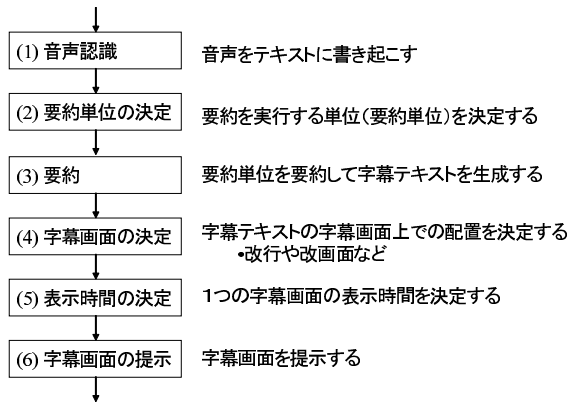 (1) 音声認識 音声をテキストに書き起こす
(2) 要約単位の決定 要約を実行する単位（要約単位）を決定する
(3) 要約 要約単位を要約して字幕テキストを生成する
(4) 字幕画面の決定 字幕テキストの字幕画面上での配置を決定する
•改行や改画面など
(5) 表示時間の決定 １つの字幕画面の表示時間を決定する
(6) 字幕画面の提示 字幕画面を提示する